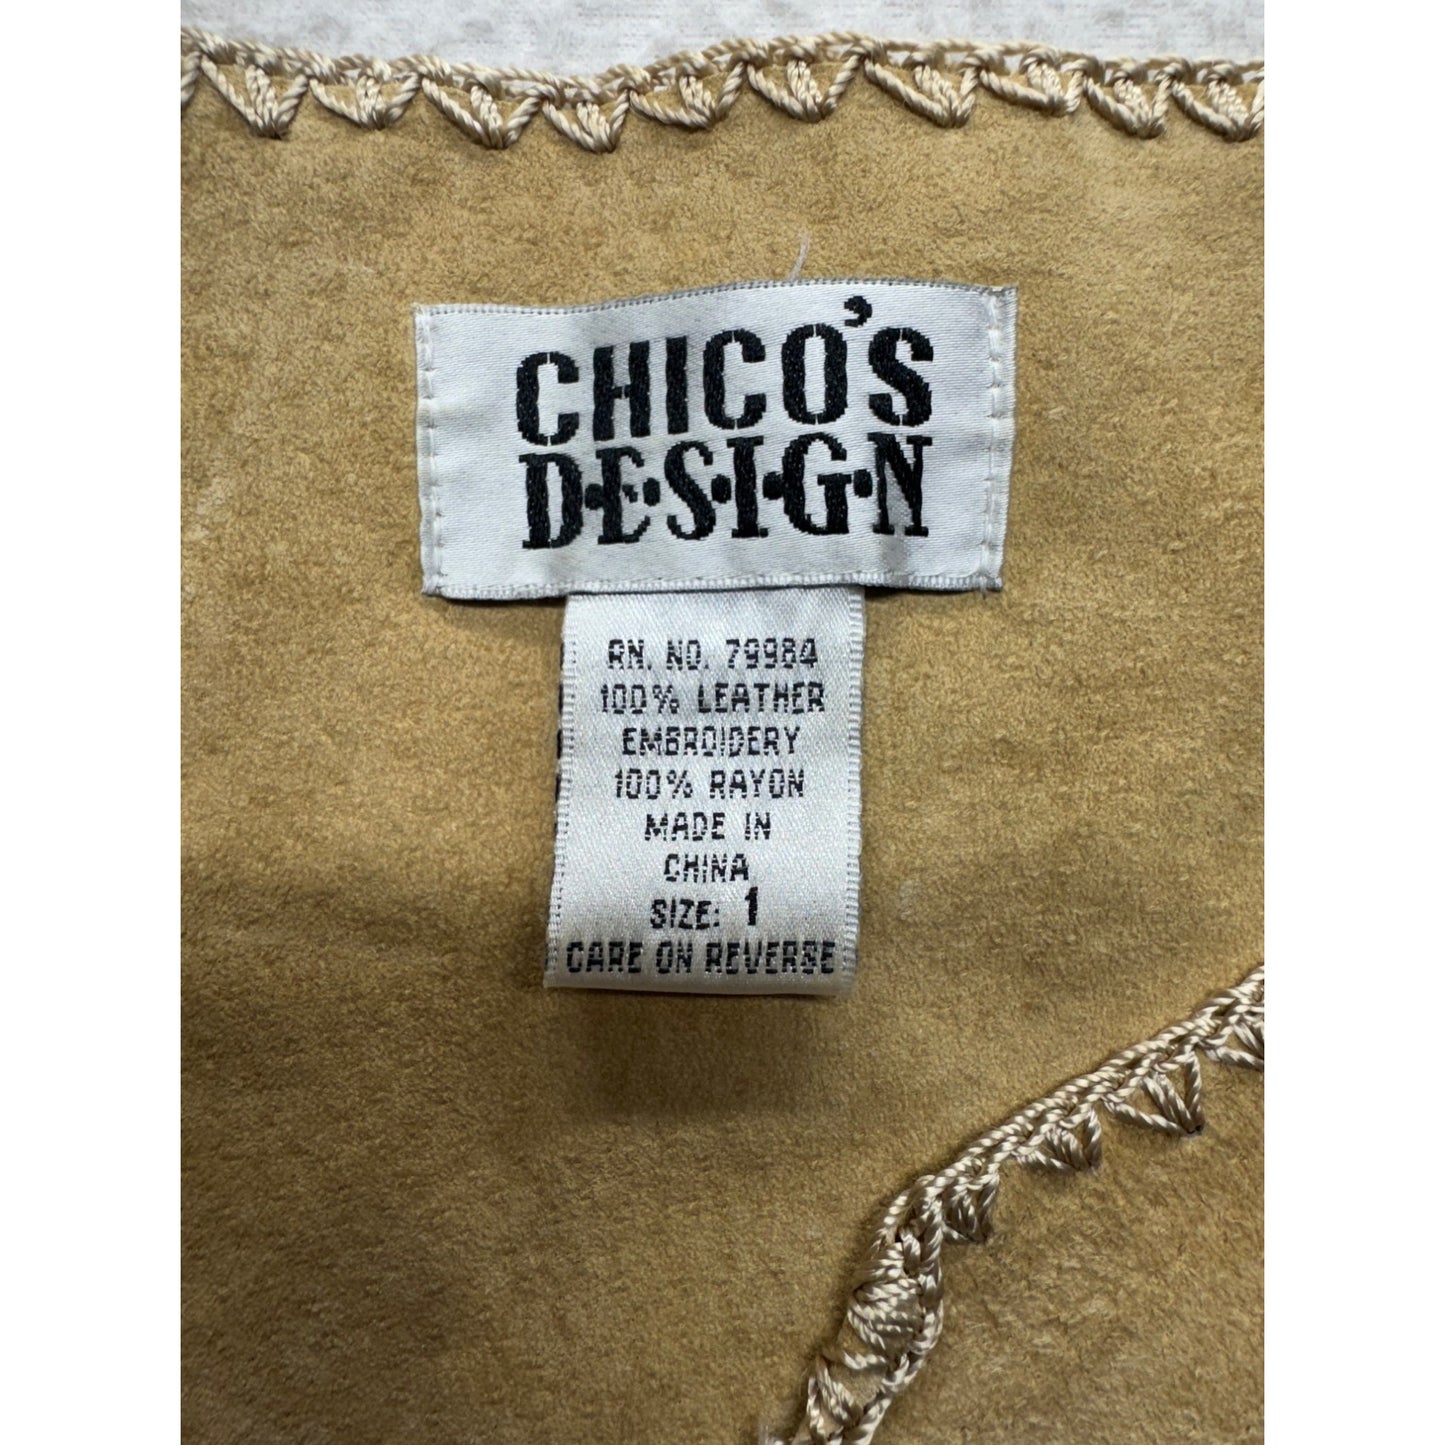 CHICO'S
D·E·S·I·G·N
RN. NO. 79984
100% LEATHER
EMBROIDERY
100% RAYON
MADE IN
CHINA
SIZE: 1
CARE ON REVERSE